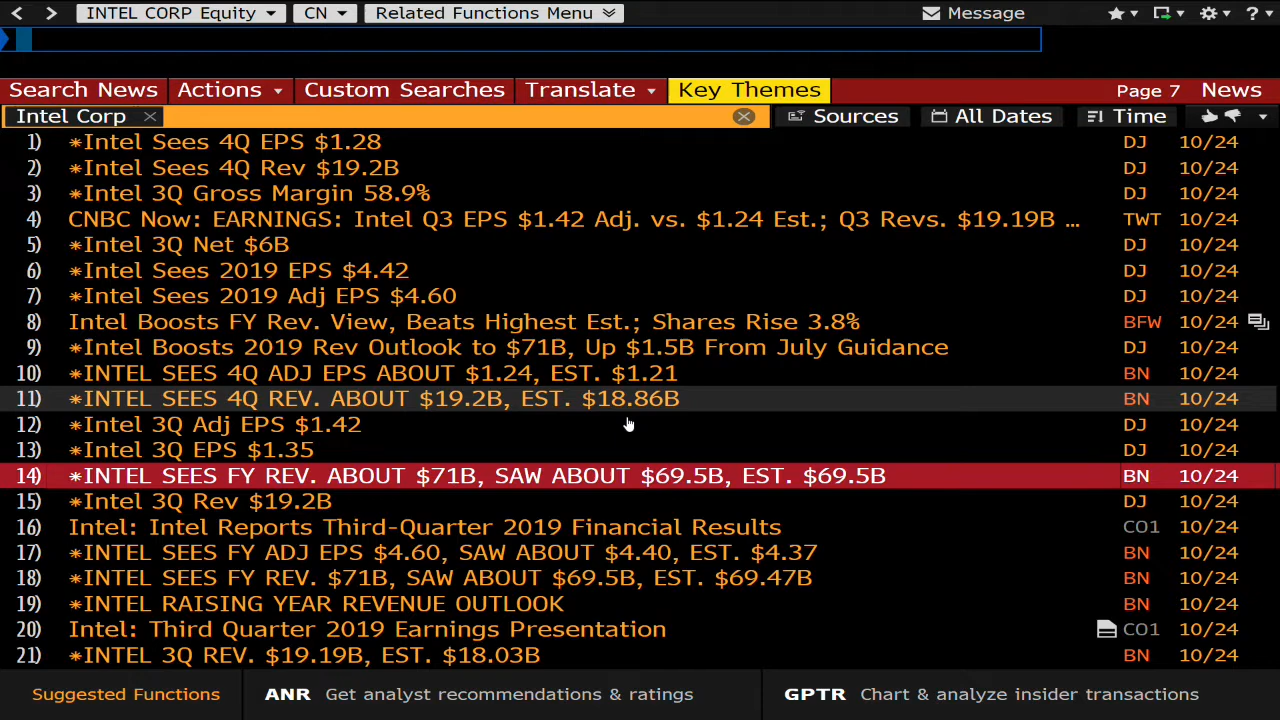 INTEL CORP Equity CN Related Functions Menu Message ?
Search News Actions Custom Searches Translate Key Themes Page 7 News
Intel Corp Sources All Dates Time
1) *Intel Sees 4Q EPS $1.28 DJ 10/24
2) *Intel Sees 4Q Rev $19.2B DJ 10/24
3) *Intel 3Q Gross Margin 58.9% DJ 10/24
4) CNBC Now: EARNINGS: Intel Q3 EPS $1.42 Adj. vs. $1.24 Est.; Q3 Revs. $19.19B ... TWT 10/24
5) *Intel 3Q Net $6B DJ 10/24
6) *Intel Sees 2019 EPS $4.42 DJ 10/24
7) *Intel Sees 2019 Adj EPS $4.60 DJ 10/24
8) Intel Boosts FY Rev. View, Beats Highest Est.; Shares Rise 3.8% BFW 10/24
9) *Intel Boosts 2019 Rev Outlook to $71B, Up $1.5B From July Guidance DJ 10/24
10) *INTEL SEES 4Q ADJ EPS ABOUT $1.24, EST. $1.21 BN 10/24
11) *INTEL SEES 4Q REV. ABOUT $19.2B, EST. $18.86B BN 10/24
12) *Intel 3Q Adj EPS $1.42 DJ 10/24
13) *Intel 3Q EPS $1.35 DJ 10/24
14) *INTEL SEES FY REV. ABOUT $71B, SAW ABOUT $69.5B, EST. $69.5B BN 10/24
15) *Intel 3Q Rev $19.2B DJ 10/24
16) Intel: Intel Reports Third-Quarter 2019 Financial Results CO1 10/24
17) *INTEL SEES FY ADJ EPS $4.60, SAW ABOUT $4.40, EST. $4.37 BN 10/24
18) *INTEL SEES FY REV. $71B, SAW ABOUT $69.5B, EST. $69.47B BN 10/24
19) *INTEL RAISING YEAR REVENUE OUTLOOK BN 10/24
20) Intel: Third Quarter 2019 Earnings Presentation CO1 10/24
21) *INTEL 3Q REV. $19.19B, EST. $18.03B BN 10/24
Suggested Functions ANR Get analyst recommendations & ratings GPTR Chart & analyze insider transactions